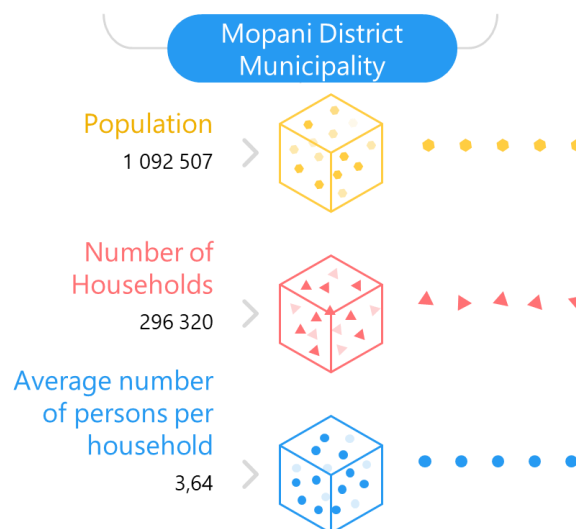 Mopani District
Municipality
Population
1 092 507
Number of
Households
296 320
Average number
of persons per
household
3,64